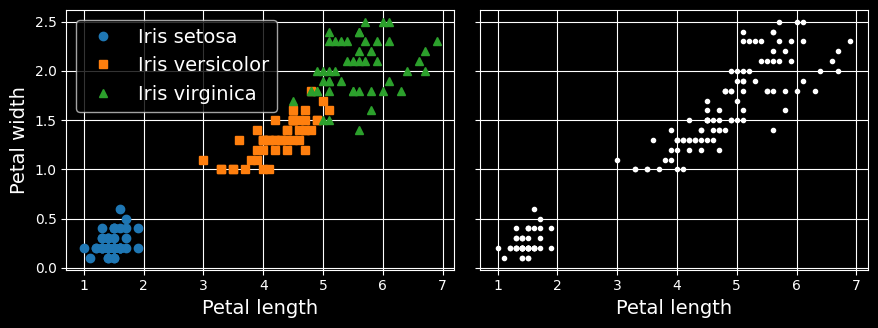 Iris setosa
Iris versicolor
Iris virginica
Petal width
2.5
2.0
1.5
1.0
0.5
0.0
1 2 3 4 5 6 7
Petal length
1 2 3 4 5 6 7
Petal length